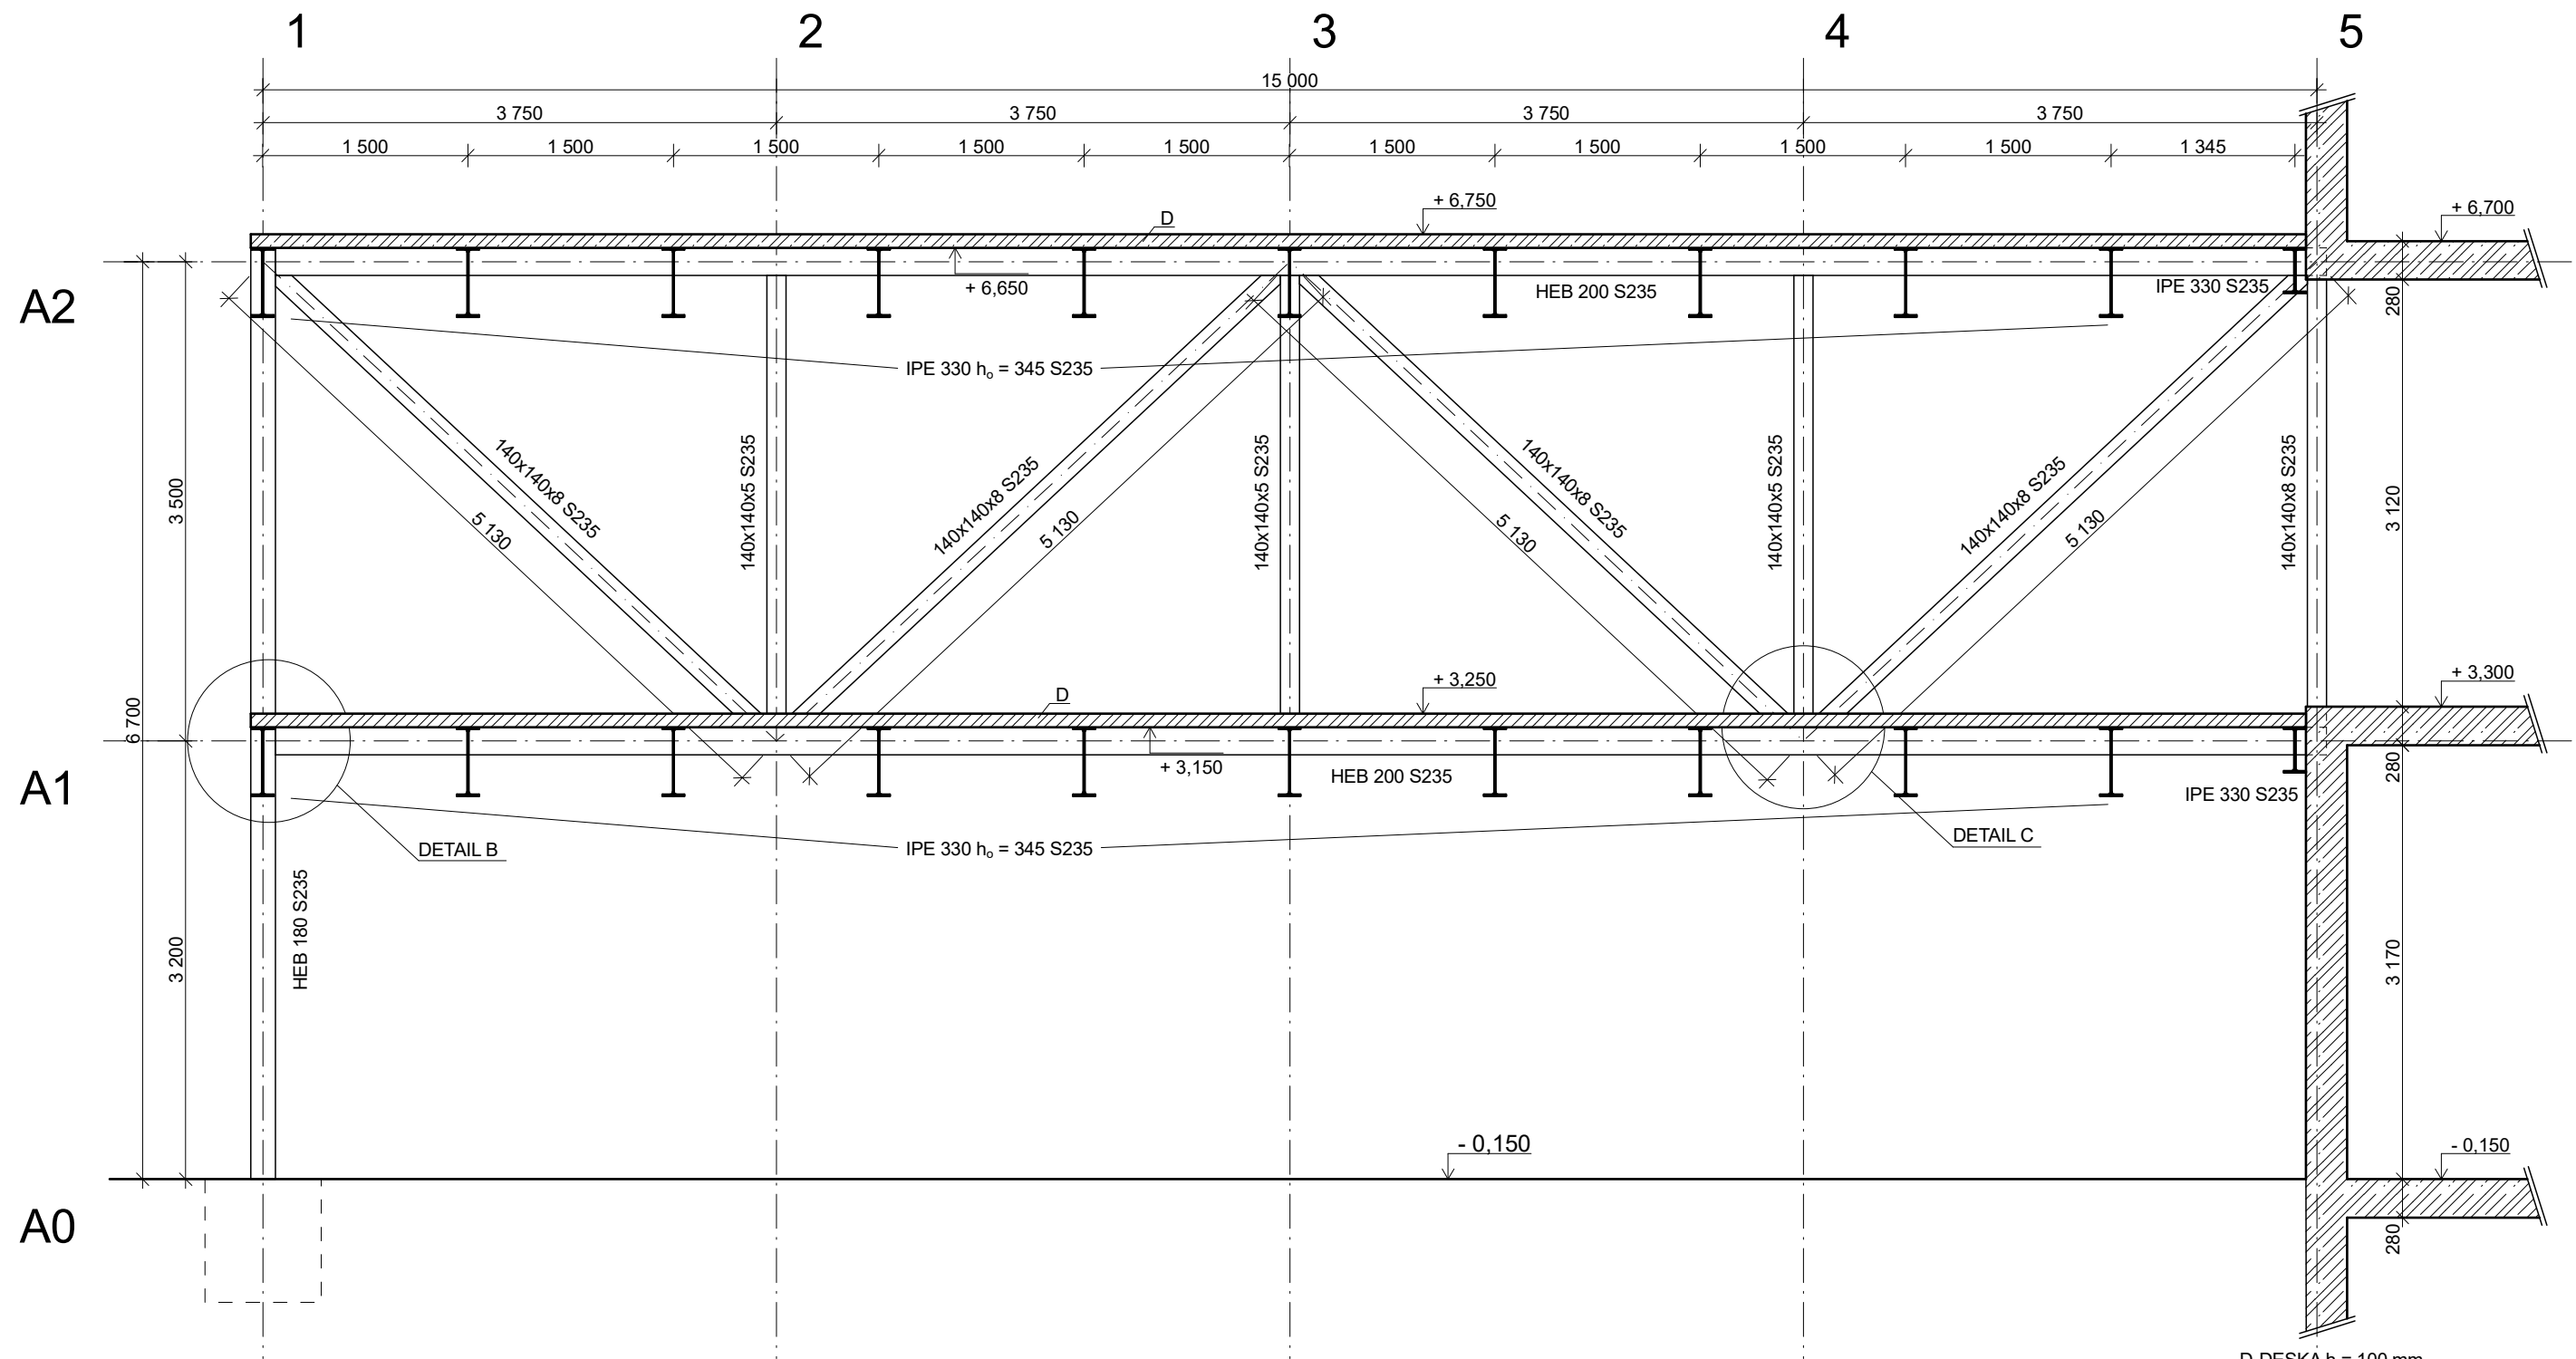 1 2 3 4 5
15 000
3 750 3 750 3 750 3 750
1 500 1 500 1 500 1 500 1 500 1 500 1 500 1 500 1 500 1 345
+ 6,750
+ 6,700
D
+ 6,650
HEB 200 S235
IPE 330 S235
280
A2
IPE 330 hₒ = 345 S235
140x140x8 S235
5 130
140x140x5 S235
140x140x8 S235
5 130
140x140x5 S235
140x140x8 S235
5 130
140x140x5 S235
140x140x8 S235
5 130
140x140x8 S235
3 500
3 120
6 700
+ 3,300
+ 3,250
D
+ 3,150
HEB 200 S235
IPE 330 S235
280
A1
IPE 330 hₒ = 345 S235
DETAIL B
DETAIL C
HEB 180 S235
3 200
3 170
- 0,150
- 0,150
A0
280
D-DESKA h = 100 mm